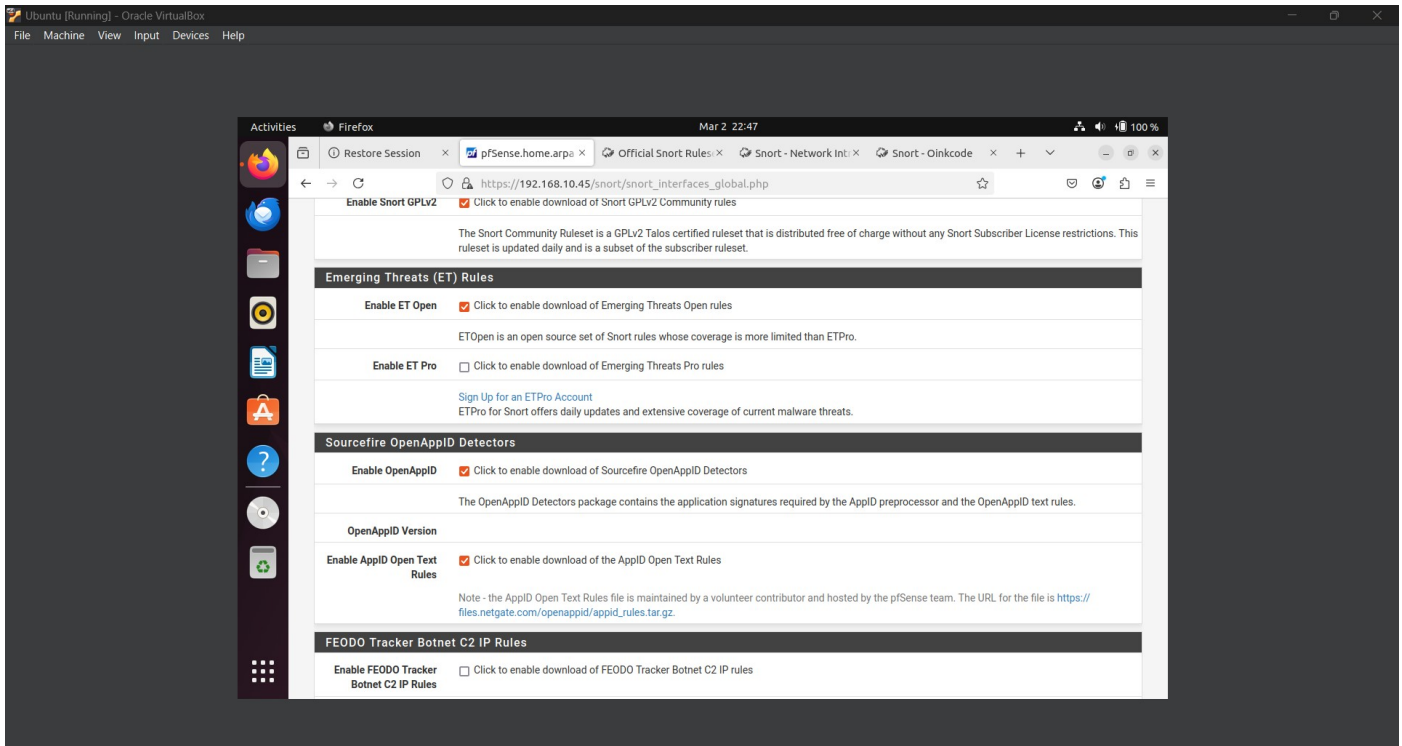 Ubuntu [Running] - Oracle VirtualBox
File Machine View Input Devices Help
Activities Firefox Mar 2 22:47 100 %
Restore Session pfSense.home.arpa Official Snort Rules Snort - Network Intr Snort - Oinkcode
https://192.168.10.45/snort/snort_interfaces_global.php
Enable Snort GPLv2 Click to enable download of Snort GPLv2 Community rules
The Snort Community Ruleset is a GPLv2 Talos certified ruleset that is distributed free of charge without any Snort Subscriber License restrictions. This
ruleset is updated daily and is a subset of the subscriber ruleset.
Emerging Threats (ET) Rules
Enable ET Open Click to enable download of Emerging Threats Open rules
ETOpen is an open source set of Snort rules whose coverage is more limited than ETPro.
Enable ET Pro Click to enable download of Emerging Threats Pro rules
Sign Up for an ETPro Account
ETPro for Snort offers daily updates and extensive coverage of current malware threats.
Sourcefire OpenAppID Detectors
Enable OpenAppID Click to enable download of Sourcefire OpenAppID Detectors
The OpenAppID Detectors package contains the application signatures required by the AppID preprocessor and the OpenAppID text rules.
OpenAppID Version
Enable AppID Open Text Click to enable download of the AppID Open Text Rules
Rules
Note - the AppID Open Text Rules file is maintained by a volunteer contributor and hosted by the pfSense team. The URL for the file is https://
files.netgate.com/openappid/appid_rules.tar.gz.
FEODO Tracker Botnet C2 IP Rules
Enable FEODO Tracker Click to enable download of FEODO Tracker Botnet C2 IP rules
Botnet C2 IP Rules